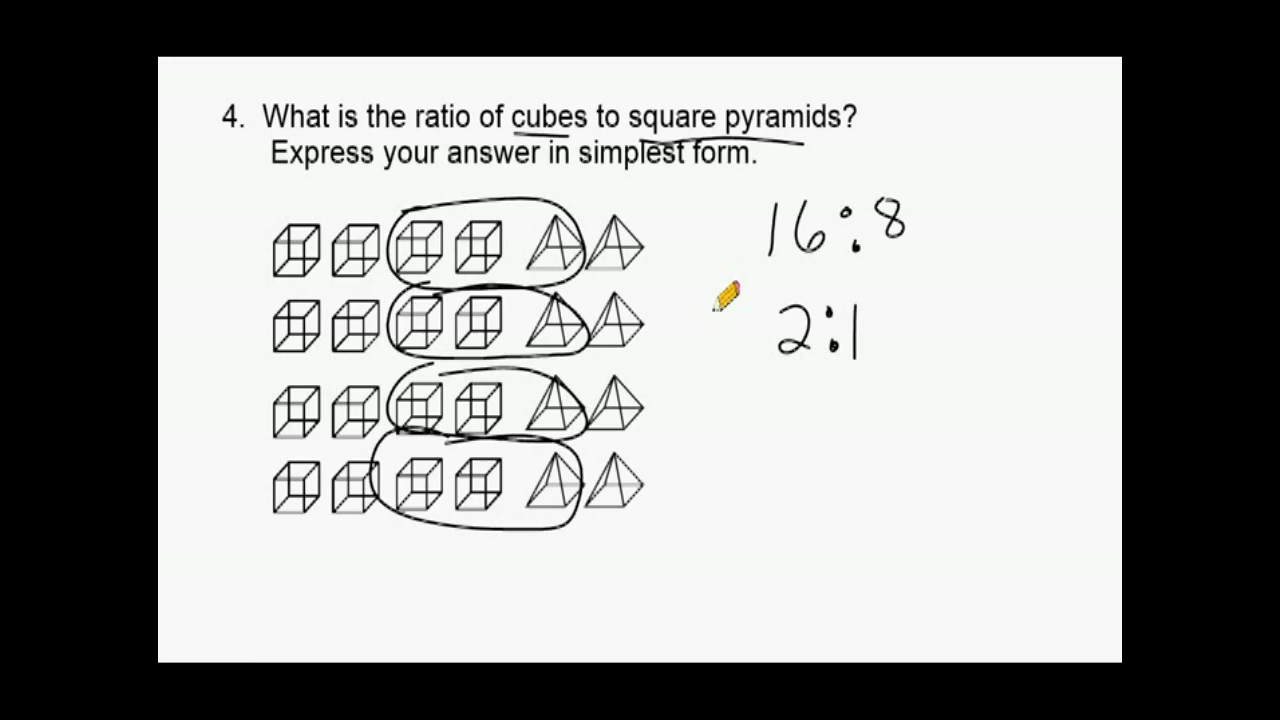 4. What is the ratio of cubes to square pyramids?
Express your answer in simplest form.
16:8
2:1